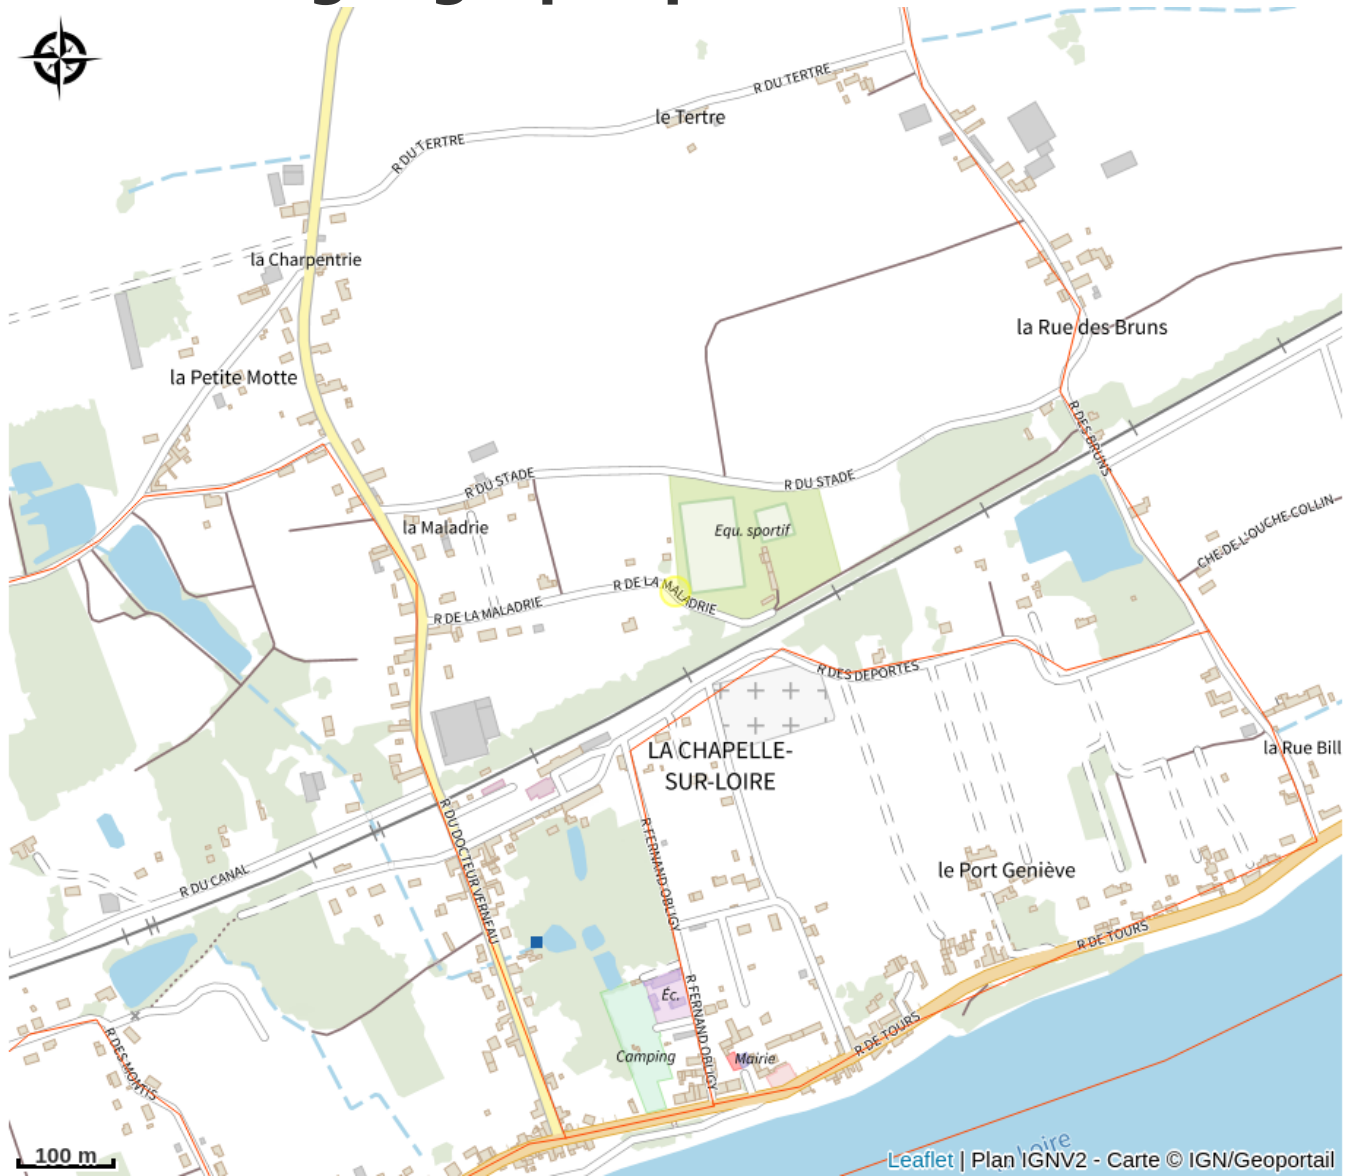 R DU TERTRE
le Tertre
R DU TERTRE
la Charpentrie
la Rue des Bruns
la Petite Motte
R DES BRUNS
R DU STADE
R DU STADE
la Maladrie
Equ. sportif
CHE DE L'OUCHE COLLIN
R DE LA MALADRIE
R DE LA MALADRIE
R DES DEPORTES
LA CHAPELLE-
SUR-LOIRE
la Rue Bill
R DU DOCTEUR VERNEAU
R FERNAND OBLIGY
le Port Geniève
R DU CANAL
R DE TOURS
Éc.
R FERNAND OBLIGY
R DE TOURS
R DES MONTIS
Camping
Mairie
100 m
Loire
Leaflet | Plan IGNV2 - Carte © IGN/Geoportail